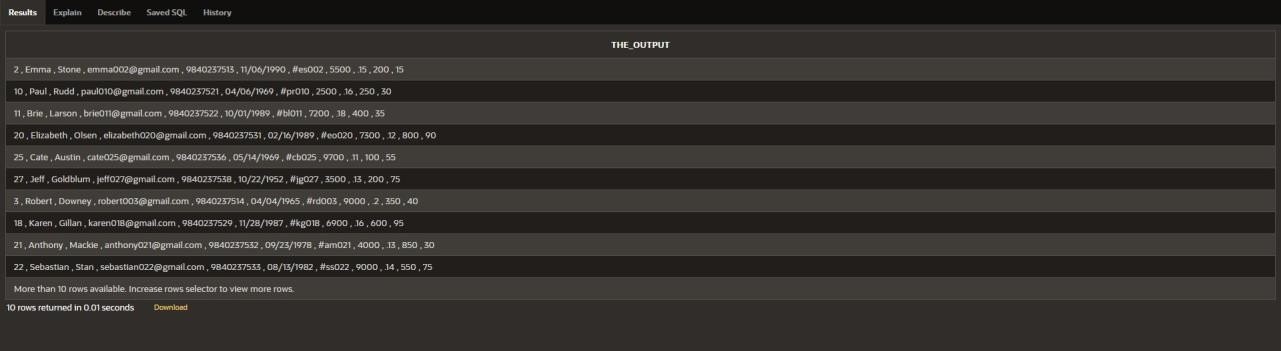 Results Explain Describe Saved SQL History
THE_OUTPUT
2 , Emma , Stone , emma002@gmail.com , 9840237513 , 11/06/1990 , #es002 , 5500 , .15 , 200 , 15
10 , Paul , Rudd , paul010@gmail.com , 9840237521 , 04/06/1969 , #pr010 , 2500 , .16 , 250 , 30
11 , Brie , Larson , brie011@gmail.com , 9840237522 , 10/01/1989 , #bl011 , 7200 , .18 , 400 , 35
20 , Elizabeth , Olsen , elizabeth020@gmail.com , 9840237531 , 02/16/1989 , #eo020 , 7300 , .12 , 800 , 90
25 , Cate , Austin , cate025@gmail.com , 9840237536 , 05/14/1969 , #cb025 , 9700 , .11 , 100 , 55
27 , Jeff , Goldblum , jeff027@gmail.com , 9840237538 , 10/22/1952 , #jg027 , 3500 , .13 , 200 , 75
3 , Robert , Downey , robert003@gmail.com , 9840237514 , 04/04/1965 , #rd003 , 9000 , .2 , 350 , 40
18 , Karen , Gillan , karen018@gmail.com , 9840237529 , 11/28/1987 , #kg018 , 6900 , .16 , 600 , 95
21 , Anthony , Mackie , anthony021@gmail.com , 9840237532 , 09/23/1978 , #am021 , 4000 , .13 , 850 , 30
22 , Sebastian , Stan , sebastian022@gmail.com , 9840237533 , 08/13/1982 , #ss022 , 9000 , .14 , 550 , 75
More than 10 rows available. Increase rows selector to view more rows.
10 rows returned in 0.01 seconds Download